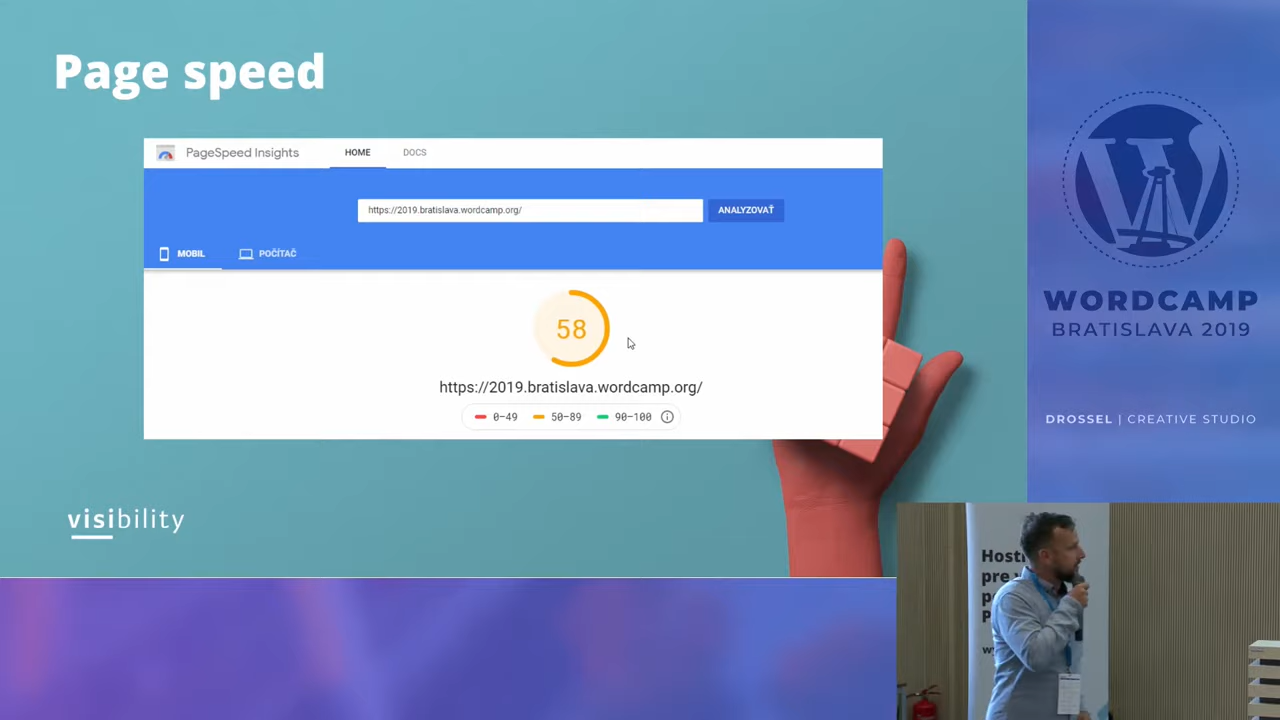 Page speed
PageSpeed Insights HOME DOCS
https://2019.bratislava.wordcamp.org/ ANALYZOVAŤ
MOBIL POČÍTAČ
58
https://2019.bratislava.wordcamp.org/
0–49 50–89 90–100
visibility
WORDCAMP
BRATISLAVA 2019
DROSSEL | CREATIVE STUDIO